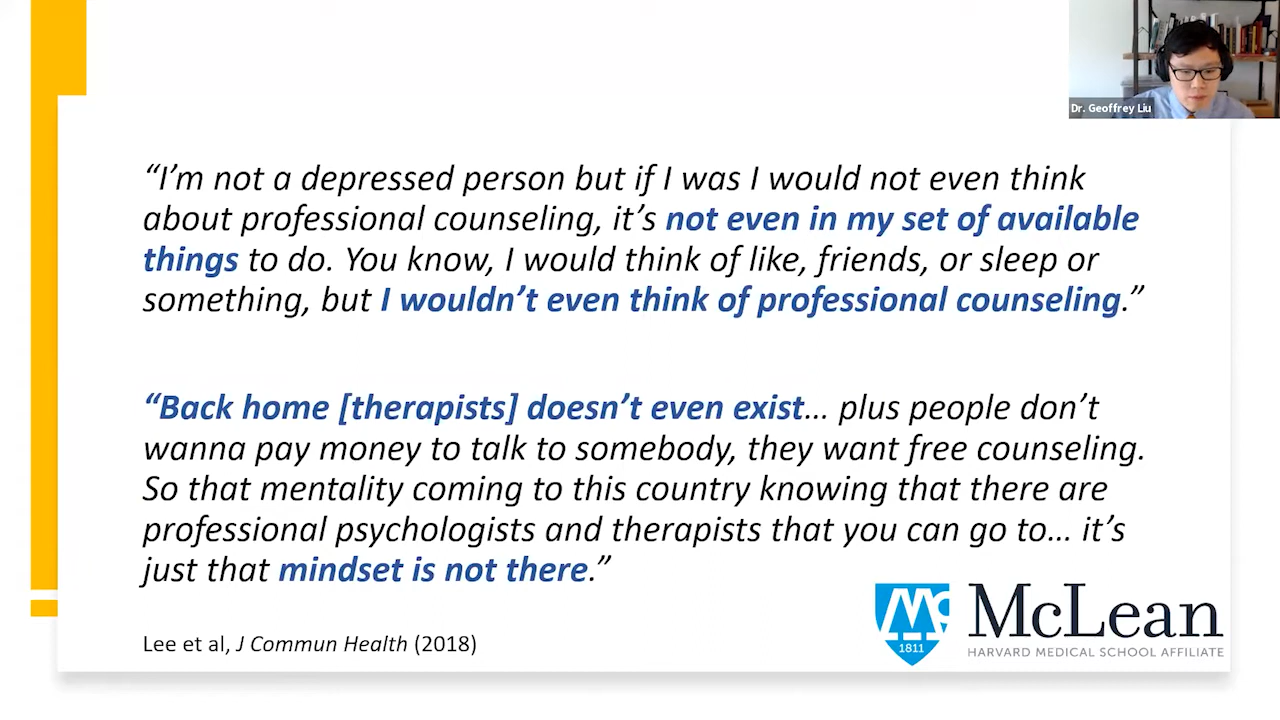 Dr. Geoffrey Liu
“I’m not a depressed person but if I was I would not even think
about professional counseling, it’s not even in my set of available
things to do. You know, I would think of like, friends, or sleep or
something, but I wouldn’t even think of professional counseling.”
“Back home [therapists] doesn’t even exist… plus people don’t
wanna pay money to talk to somebody, they want free counseling.
So that mentality coming to this country knowing that there are
professional psychologists and therapists that you can go to… it’s
just that mindset is not there.”
Lee et al, J Commun Health (2018)
Mc
1811
McLean
HARVARD MEDICAL SCHOOL AFFILIATE